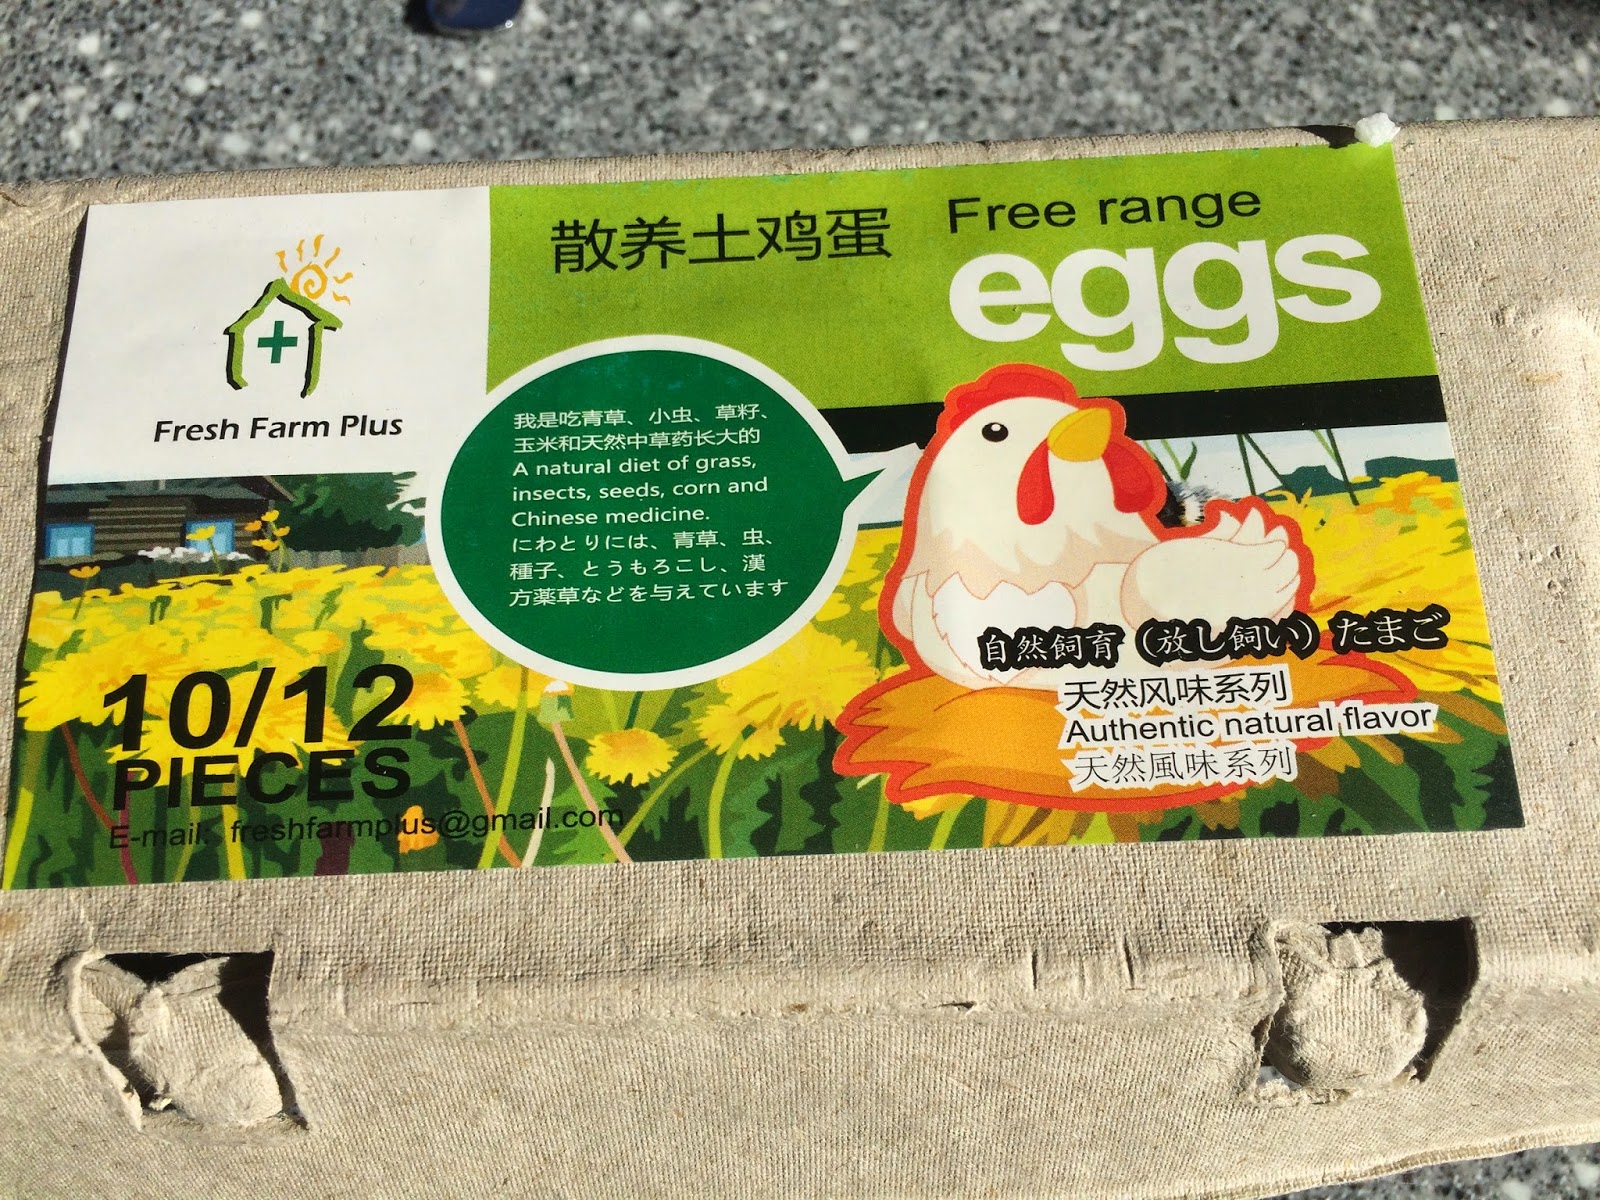 散养土鸡蛋
Free range
eggs
Fresh Farm Plus
我是吃青草、小虫、草籽、
玉米和天然中草药长大的
A natural diet of grass,
insects, seeds, corn and
Chinese medicine.
にわとりには、青草、虫、
種子、とうもろこし、漢
方薬草などを与えています
自然飼育（放し飼い）たまご
天然风味系列
Authentic natural flavor
天然風味系列
10/12
PIECES
E-mail: freshfarmplus@gmail.com